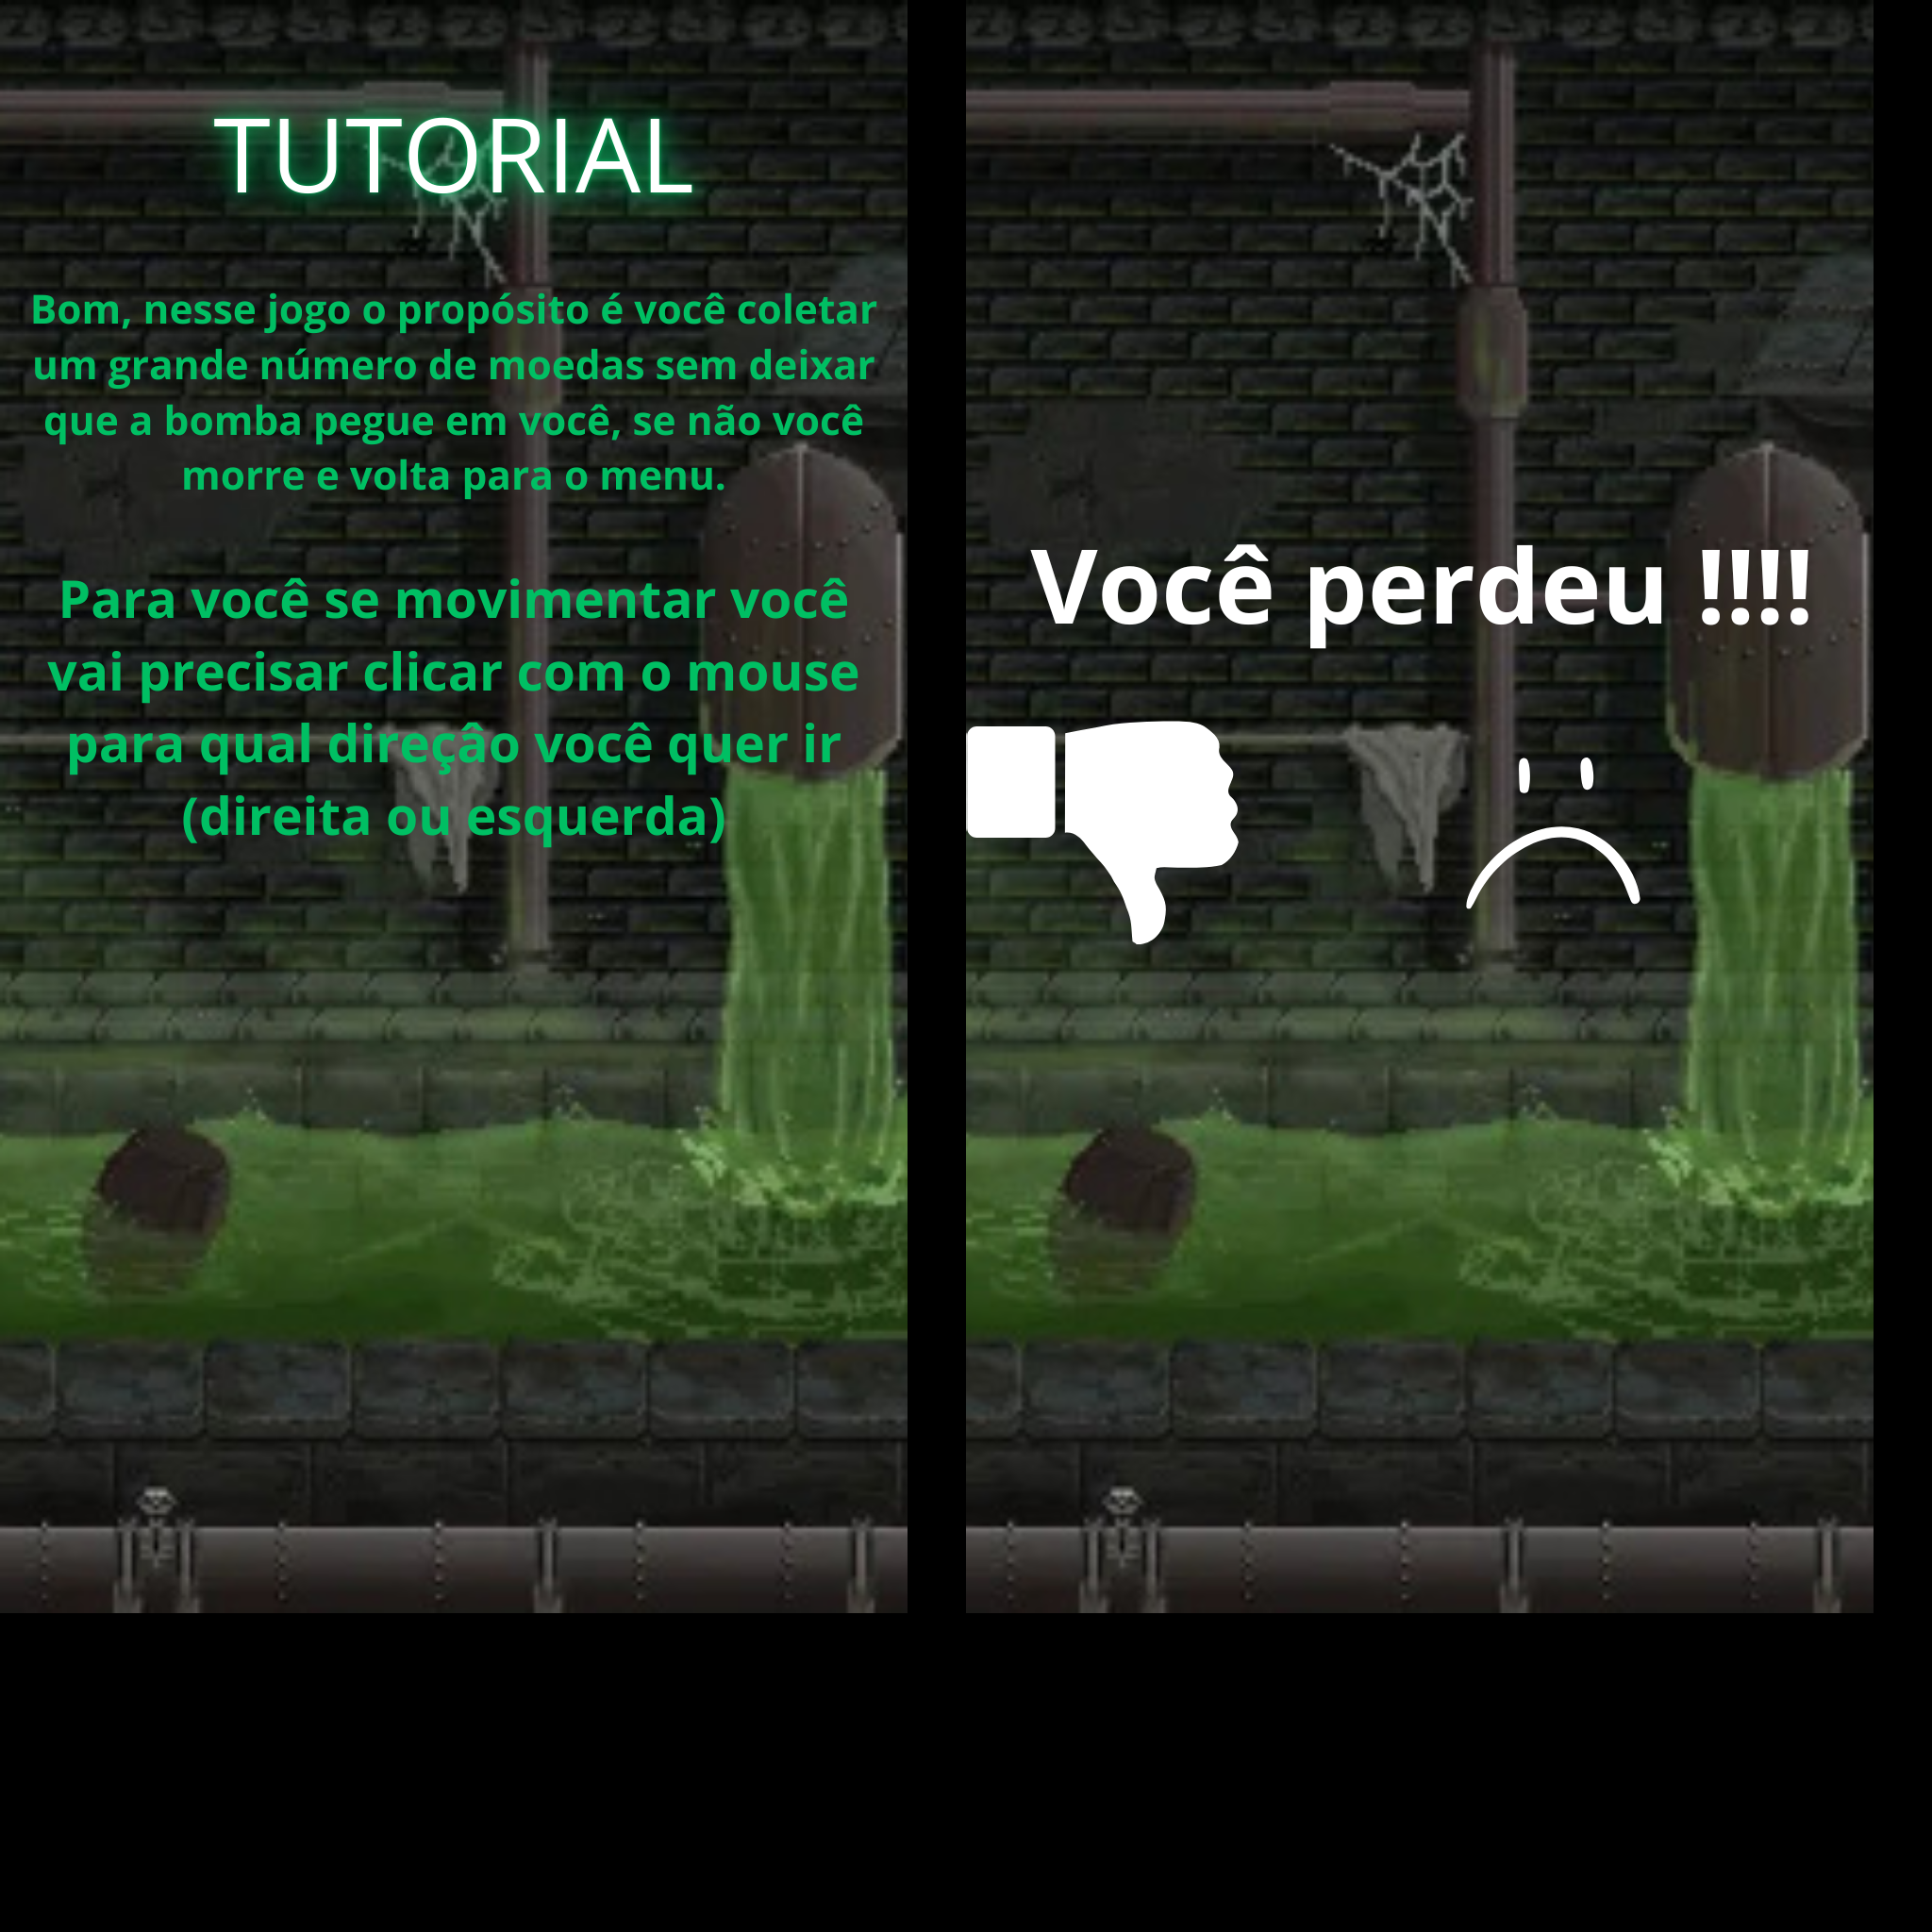 TUTORIAL
Bom, nesse jogo o propósito é você coletar
um grande número de moedas sem deixar
que a bomba pegue em você, se não você
morre e volta para o menu.
Para você se movimentar você
vai precisar clicar com o mouse
para qual direçâo você quer ir
(direita ou esquerda)
Você perdeu !!!!